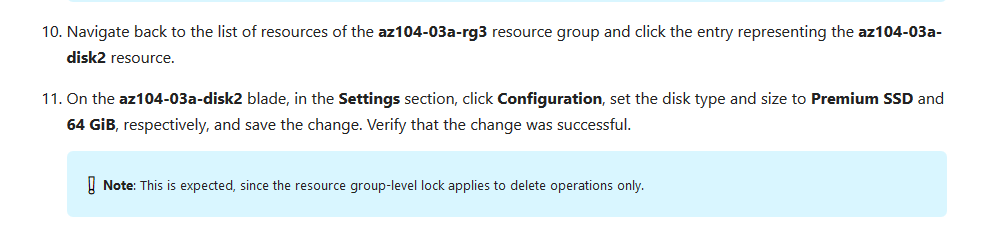 10. Navigate back to the list of resources of the az104-03a-rg3 resource group and click the entry representing the az104-03a-
disk2 resource.
11. On the az104-03a-disk2 blade, in the Settings section, click Configuration, set the disk type and size to Premium SSD and
64 GiB, respectively, and save the change. Verify that the change was successful.
Note: This is expected, since the resource group-level lock applies to delete operations only.